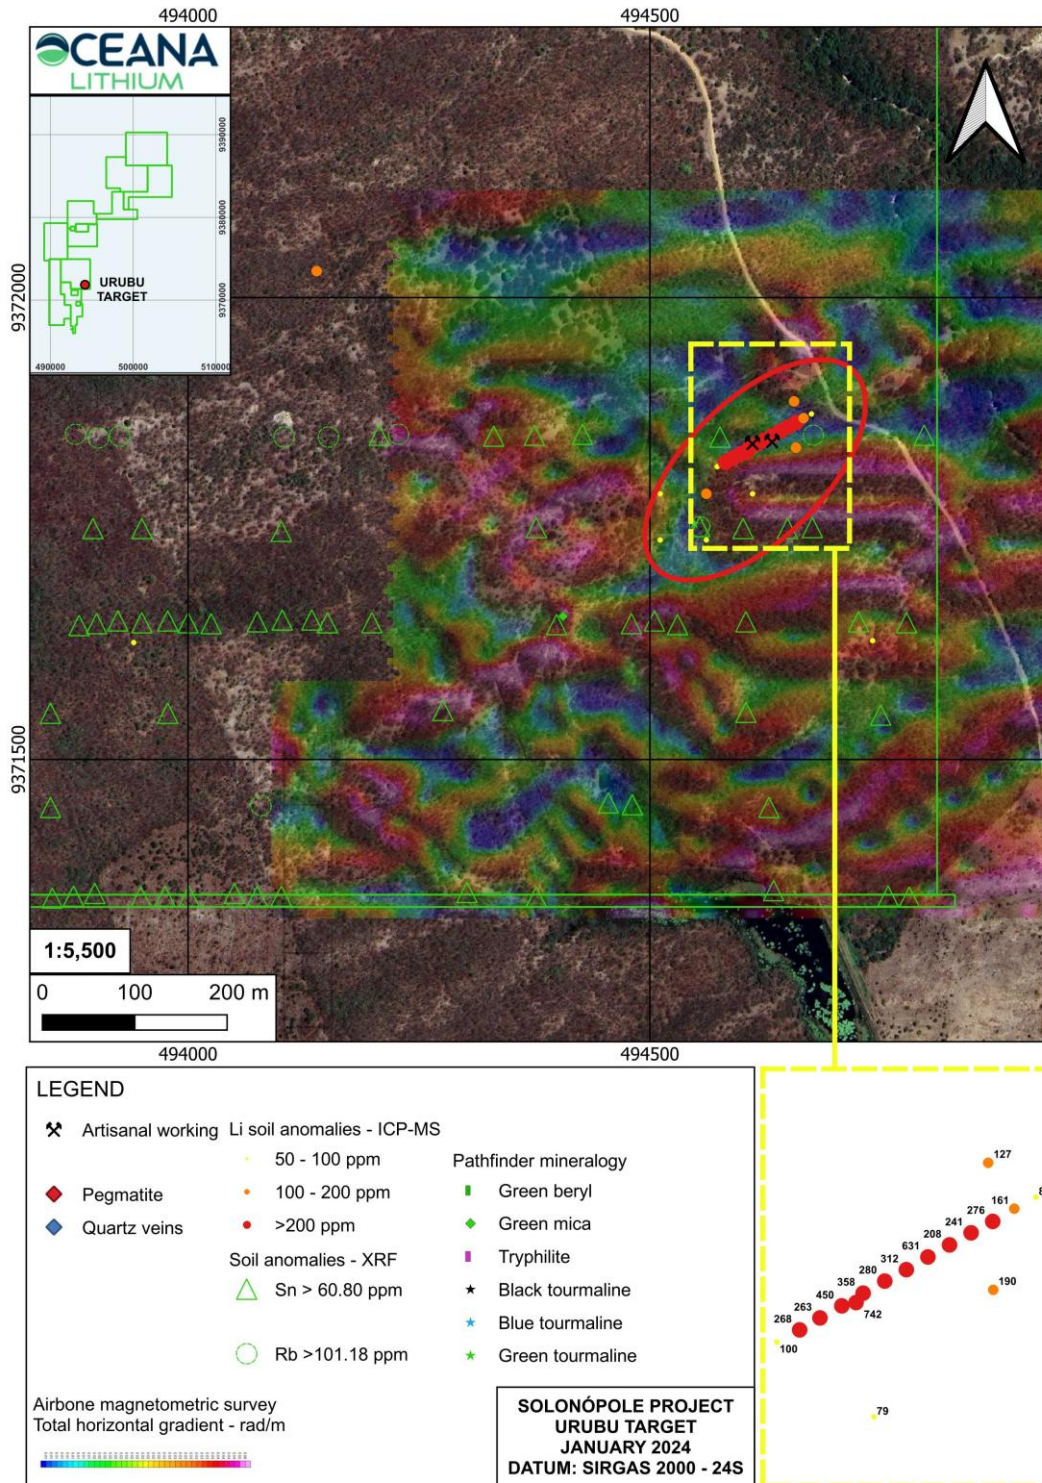 494000
494500
OCEANA
LITHIUM
9390000
9380000
9370000
URUBU
TARGET
490000
500000
510000
9372000
9371500
1:5,500
0
100
200 m
494000
494500
LEGEND
Artisanal working
Pegmatite
Quartz veins
Li soil anomalies - ICP-MS
50 - 100 ppm
100 - 200 ppm
>200 ppm
Soil anomalies - XRF
Sn > 60.80 ppm
Rb >101.18 ppm
Pathfinder mineralogy
Green beryl
Green mica
Tryphilite
Black tourmaline
Blue tourmaline
Green tourmaline
Airbone magnetometric survey
Total horizontal gradient - rad/m
SOLONÓPOLE PROJECT
URUBU TARGET
JANUARY 2024
DATUM: SIRGAS 2000 - 24S
127
161
276
241
208
631
312
280
358
450
263
268
100
742
190
79